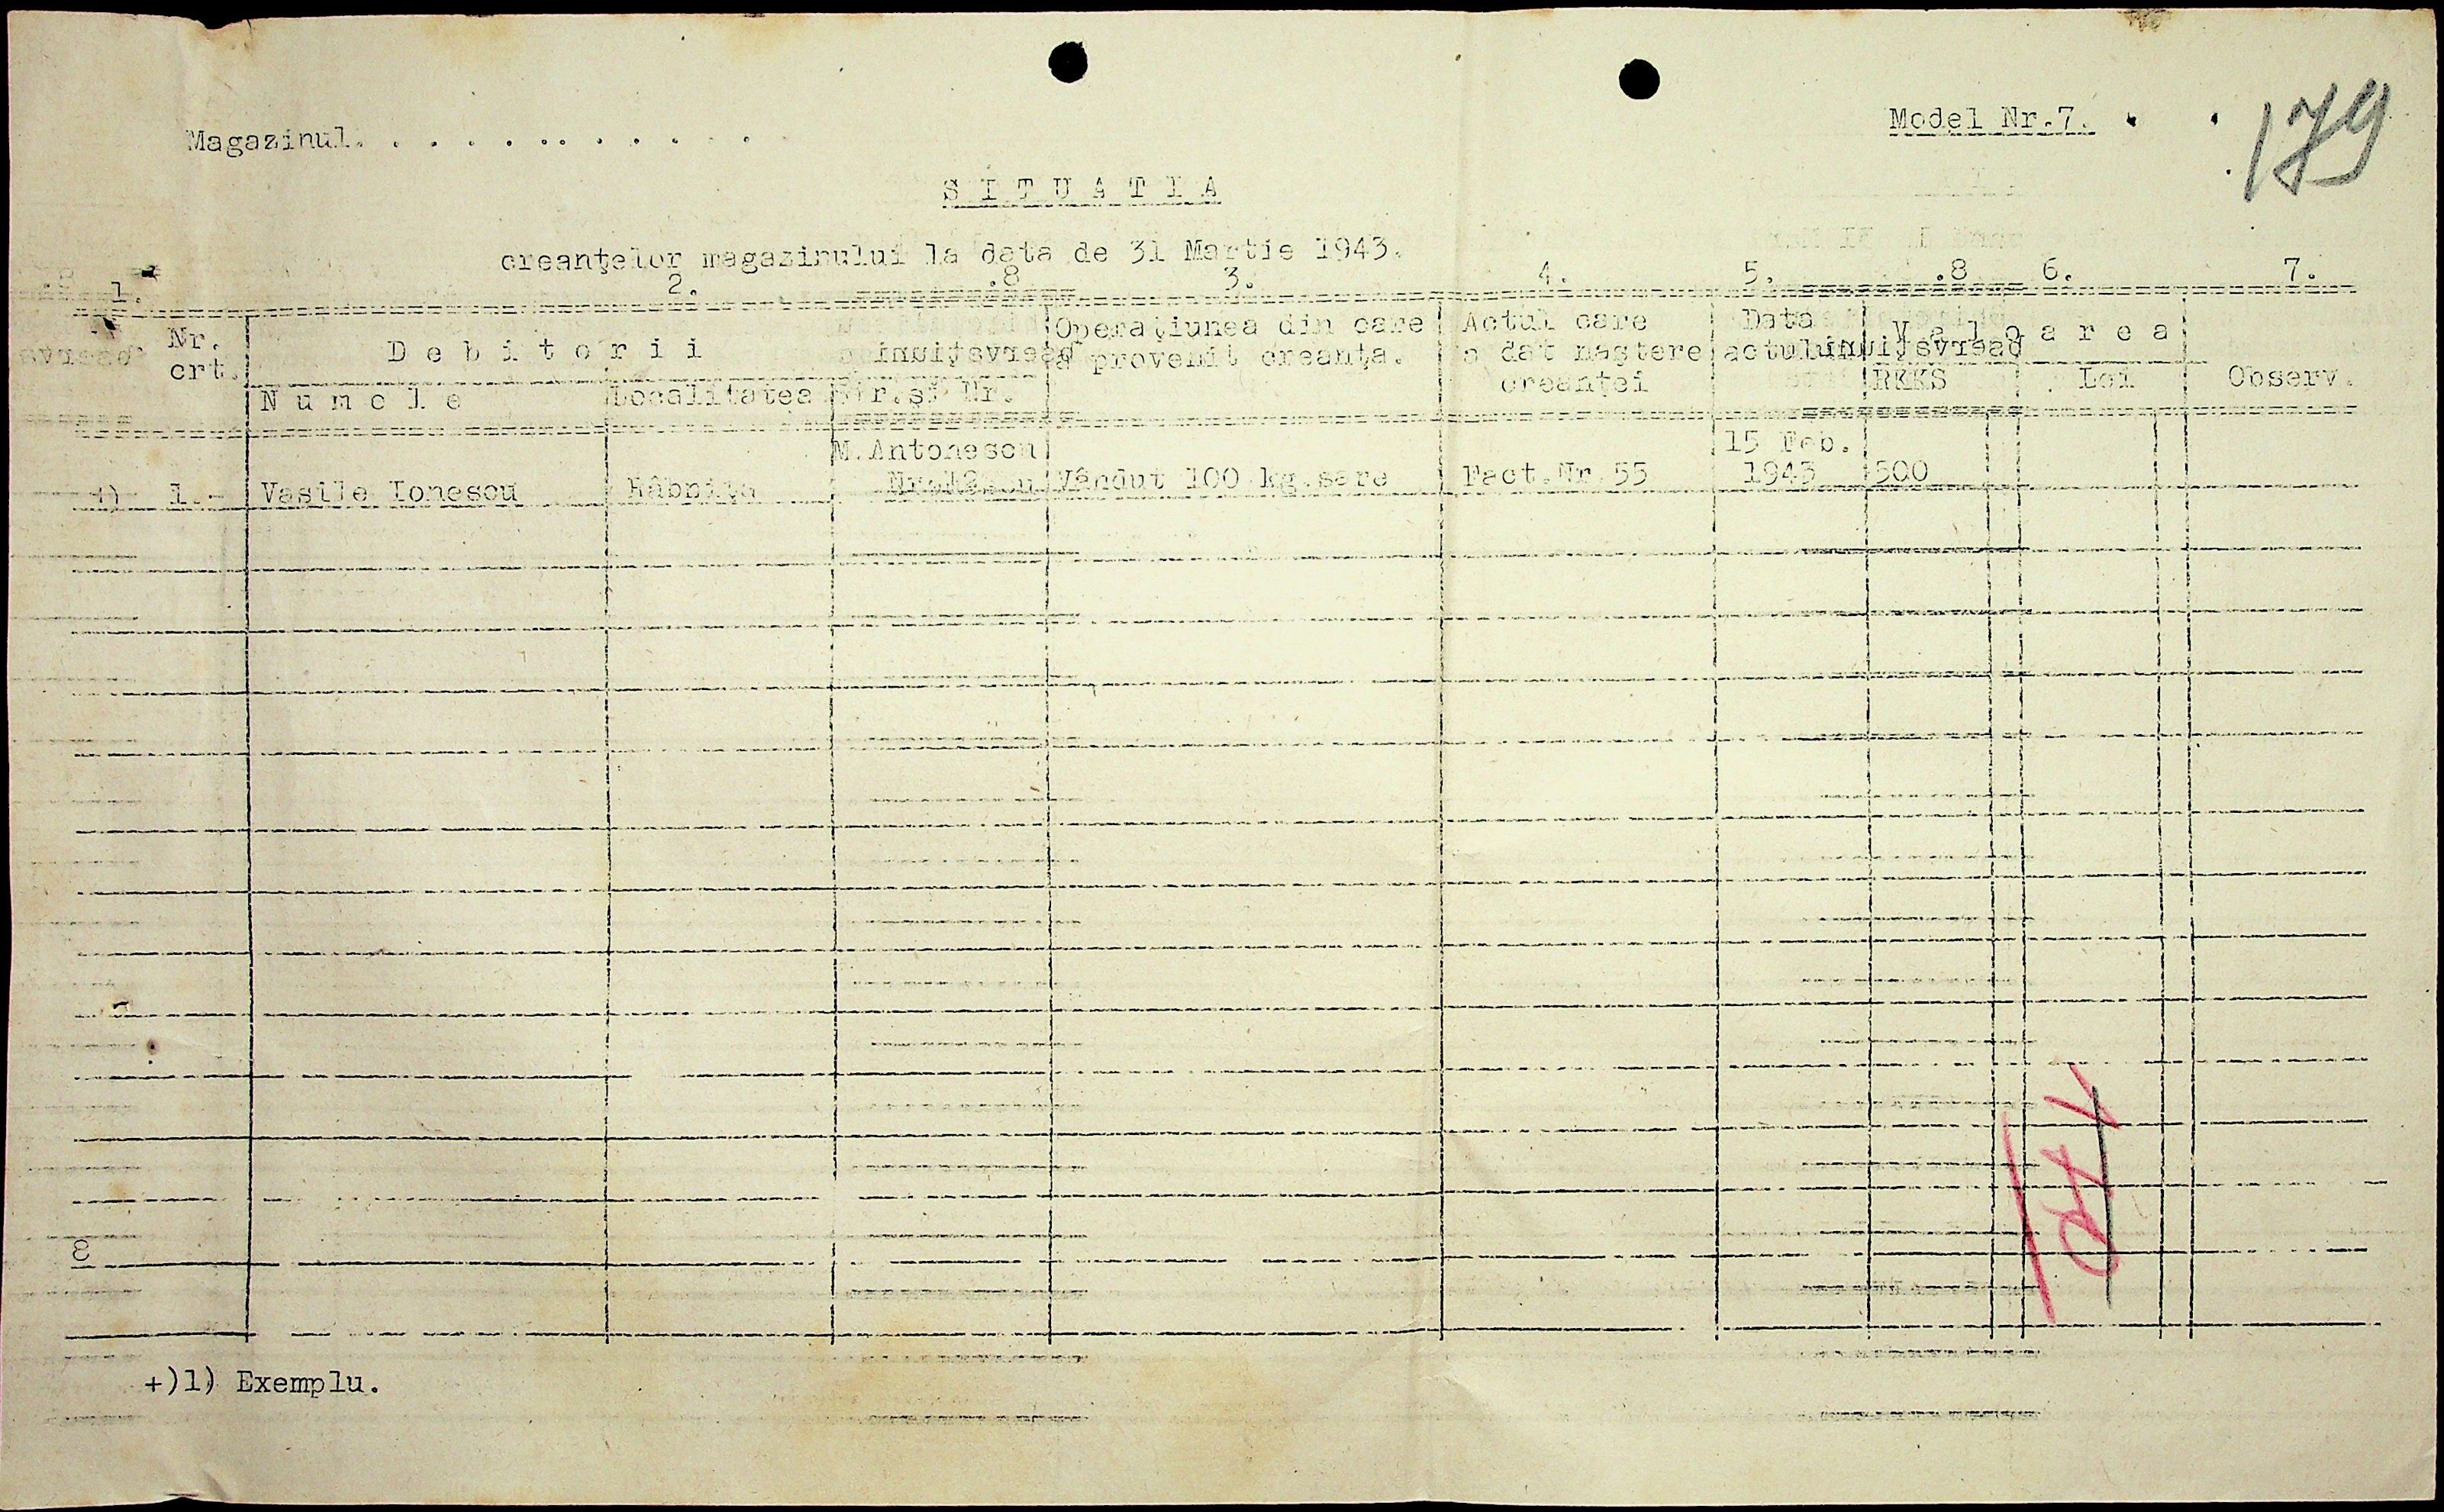 Model Nr.7.
179
Magazinul. . . . . . . . . . . .
S I T U A T I A
creanţelor magazinului la data de 31 Martie 1943.
1. 2. 3. 4. 5. 6. 7.
Nr. crt. D e b i t o r i i Operaţiunea din care a provenit creanţa. Actul care a dat naştere creanţei Data actului V a l o a r e a Observ.
N u m e l e Localitatea Str.şi Nr. RKKS Lei
M.Antonescu 15 Feb.
+) 1.- Vasile Ionescu Râbniţa Vândut 100 kg.sare Fact.Nr.55 1943 500
+)1) Exemplu.